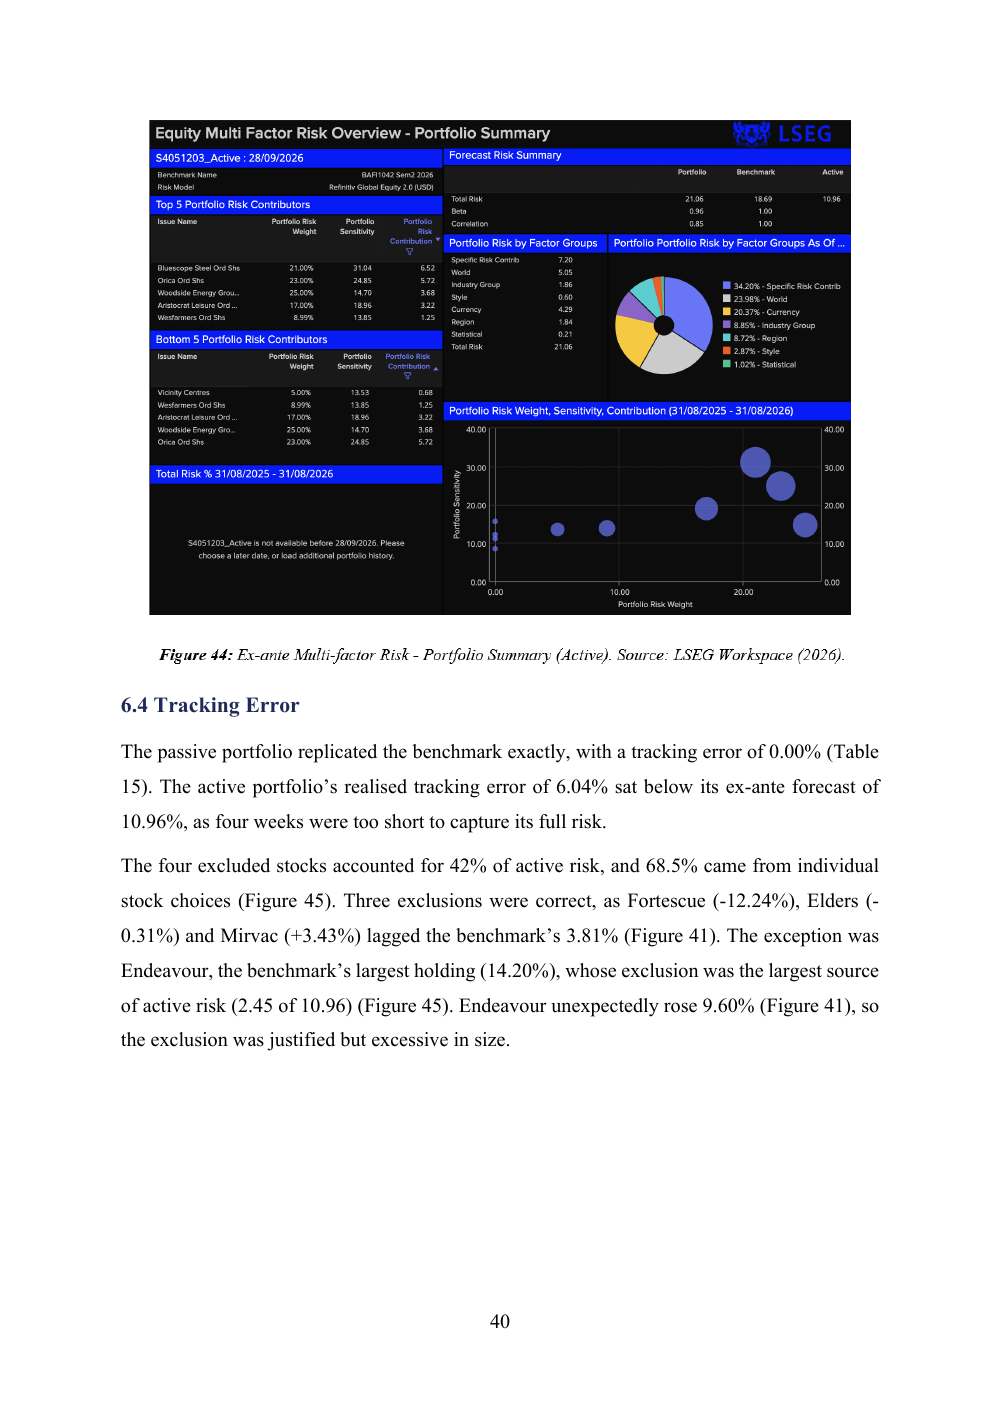 Equity Multi Factor Risk Overview - Portfolio Summary
LSEG
S4051203_Active : 28/09/2026
Benchmark Name BAFI1042 Sem2 2026
Risk Model Refinitiv Global Equity 2.0 (USD)
Top 5 Portfolio Risk Contributors
Issue Name Portfolio Risk Weight Portfolio Sensitivity Portfolio Risk Contribution
Bluescope Steel Ord Shs 21.00% 31.04 6.52
Orica Ord Shs 23.00% 24.85 5.72
Woodside Energy Grou... 25.00% 14.70 3.68
Aristocrat Leisure Ord ... 17.00% 18.96 3.22
Wesfarmers Ord Shs 8.99% 13.85 1.25
Bottom 5 Portfolio Risk Contributors
Issue Name Portfolio Risk Weight Portfolio Sensitivity Portfolio Risk Contribution
Vicinity Centres 5.00% 13.53 0.68
Wesfarmers Ord Shs 8.99% 13.85 1.25
Aristocrat Leisure Ord ... 17.00% 18.96 3.22
Woodside Energy Gro... 25.00% 14.70 3.68
Orica Ord Shs 23.00% 24.85 5.72
Total Risk % 31/08/2025 - 31/08/2026
S4051203_Active is not available before 28/09/2026. Please
choose a later date, or load additional portfolio history.
Forecast Risk Summary
Portfolio Benchmark Active
Total Risk 21.06 18.69 10.96
Beta 0.96 1.00
Correlation 0.85 1.00
Portfolio Risk by Factor Groups
Specific Risk Contrib 7.20
World 5.05
Industry Group 1.86
Style 0.60
Currency 4.29
Region 1.84
Statistical 0.21
Total Risk 21.06
Portfolio Portfolio Risk by Factor Groups As Of ...
34.20% - Specific Risk Contrib
23.98% - World
20.37% - Currency
8.85% - Industry Group
8.72% - Region
2.87% - Style
1.02% - Statistical
Portfolio Risk Weight, Sensitivity, Contribution (31/08/2025 - 31/08/2026)
40.00 40.00
30.00 30.00
20.00 20.00
10.00 10.00
0.00 0.00
Portfolio Sensitivity
0.00 10.00 20.00
Portfolio Risk Weight
Figure 44: Ex-ante Multi-factor Risk - Portfolio Summary (Active). Source: LSEG Workspace (2026).
6.4 Tracking Error
The passive portfolio replicated the benchmark exactly, with a tracking error of 0.00% (Table
15). The active portfolio’s realised tracking error of 6.04% sat below its ex-ante forecast of
10.96%, as four weeks were too short to capture its full risk.
The four excluded stocks accounted for 42% of active risk, and 68.5% came from individual
stock choices (Figure 45). Three exclusions were correct, as Fortescue (-12.24%), Elders (-
0.31%) and Mirvac (+3.43%) lagged the benchmark’s 3.81% (Figure 41). The exception was
Endeavour, the benchmark’s largest holding (14.20%), whose exclusion was the largest source
of active risk (2.45 of 10.96) (Figure 45). Endeavour unexpectedly rose 9.60% (Figure 41), so
the exclusion was justified but excessive in size.
40